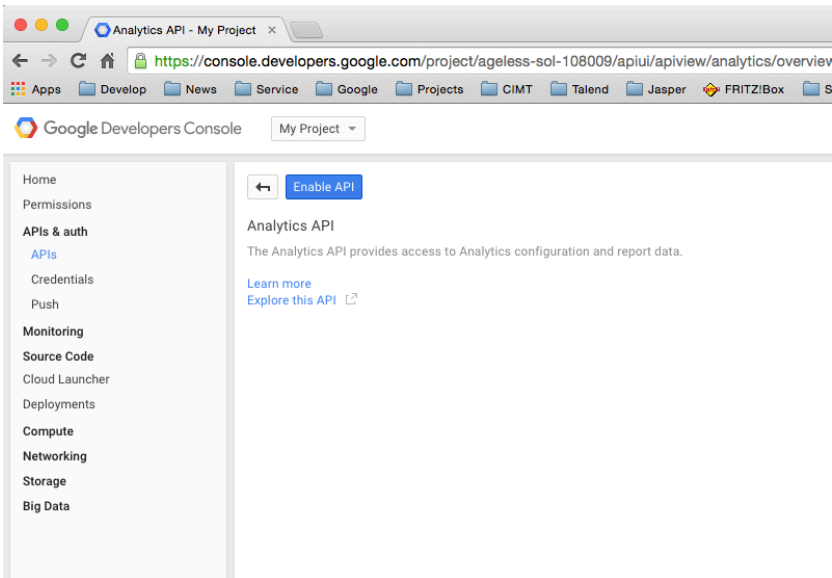 Analytics API - My Project ×
https://console.developers.google.com/project/ageless-sol-108009/apiui/apiview/analytics/overview
Apps Develop News Service Google Projects CIMT Talend Jasper FRITZ!Box S
Google Developers Console My Project
Home
Permissions
APIs & auth
APIs
Credentials
Push
Monitoring
Source Code
Cloud Launcher
Deployments
Compute
Networking
Storage
Big Data
Enable API
Analytics API
The Analytics API provides access to Analytics configuration and report data.
Learn more
Explore this API